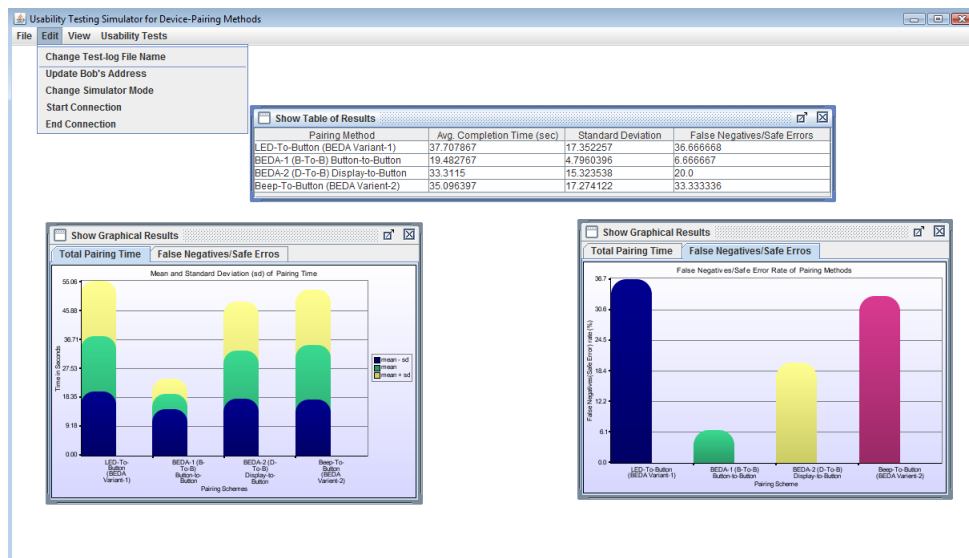 Usability Testing Simulator for Device-Pairing Methods
File Edit View Usability Tests
Change Test-log File Name
Update Bob's Address
Change Simulator Mode
Start Connection
End Connection
Show Table of Results
Pairing Method Avg. Completion Time (sec) Standard Deviation False Negatives/Safe Errors
LED-To-Button (BEDA Variant-1) 37.707867 17.352257 36.666668
BEDA-1 (B-To-B) Button-to-Button 19.482767 4.7960396 6.666667
BEDA-2 (D-To-B) Display-to-Button 33.3115 15.323538 20.0
Beep-To-Button (BEDA Varient-2) 35.096397 17.274122 33.333336
Show Graphical Results
Total Pairing Time False Negatives/Safe Erros
Mean and Standard Deviation (sd) of Pairing Time
Time in Seconds
55.06
45.88
36.71
27.53
18.35
9.18
0.00
LED-To-
Button
(BEDA
Variant-1)
BEDA-1 (B-
To-B)
Button-to-
Button
BEDA-2 (D-
To-B)
Display-to-
Button
Beep-To-
Button
(BEDA
Varient-2)
Pairing Schemes
mean - sd
mean
mean + sd
Show Graphical Results
Total Pairing Time False Negatives/Safe Erros
False Negatives/Safe Error Rate of Pairing Methods
False Negatives(Safe Error) rate (%)
36.7
30.6
24.5
18.4
12.2
6.1
0.0
LED-To-Button
(BEDA Variant-1)
BEDA-1 (B-To-B)
Button-to-Button
BEDA-2 (D-To-B)
Display-to-Button
Beep-To-Button
(BEDA Varient-2)
Pairing Scheme